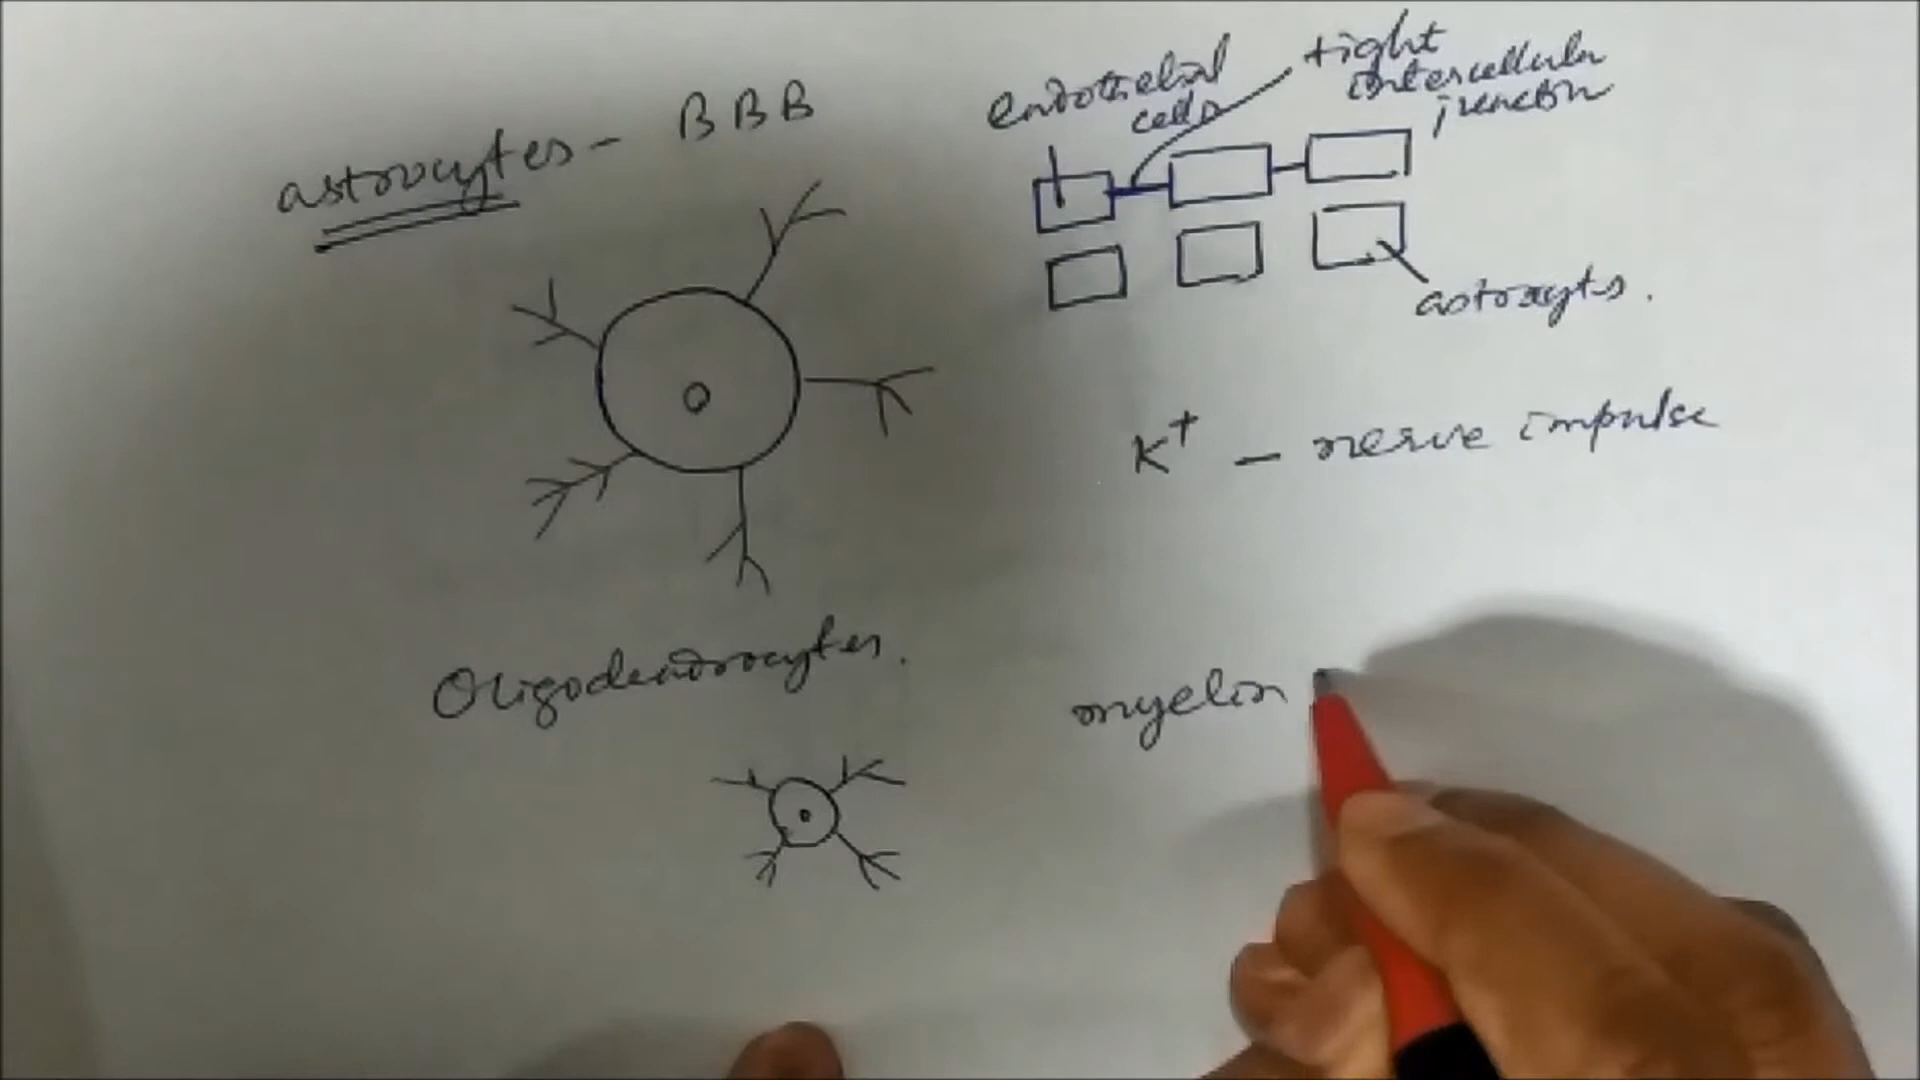 astrocytes - BBB
endothelial
cells
tight
intercellular
junction
astrocyts.
K+ - nerve impulse
Oligodendrocytes.
myelin